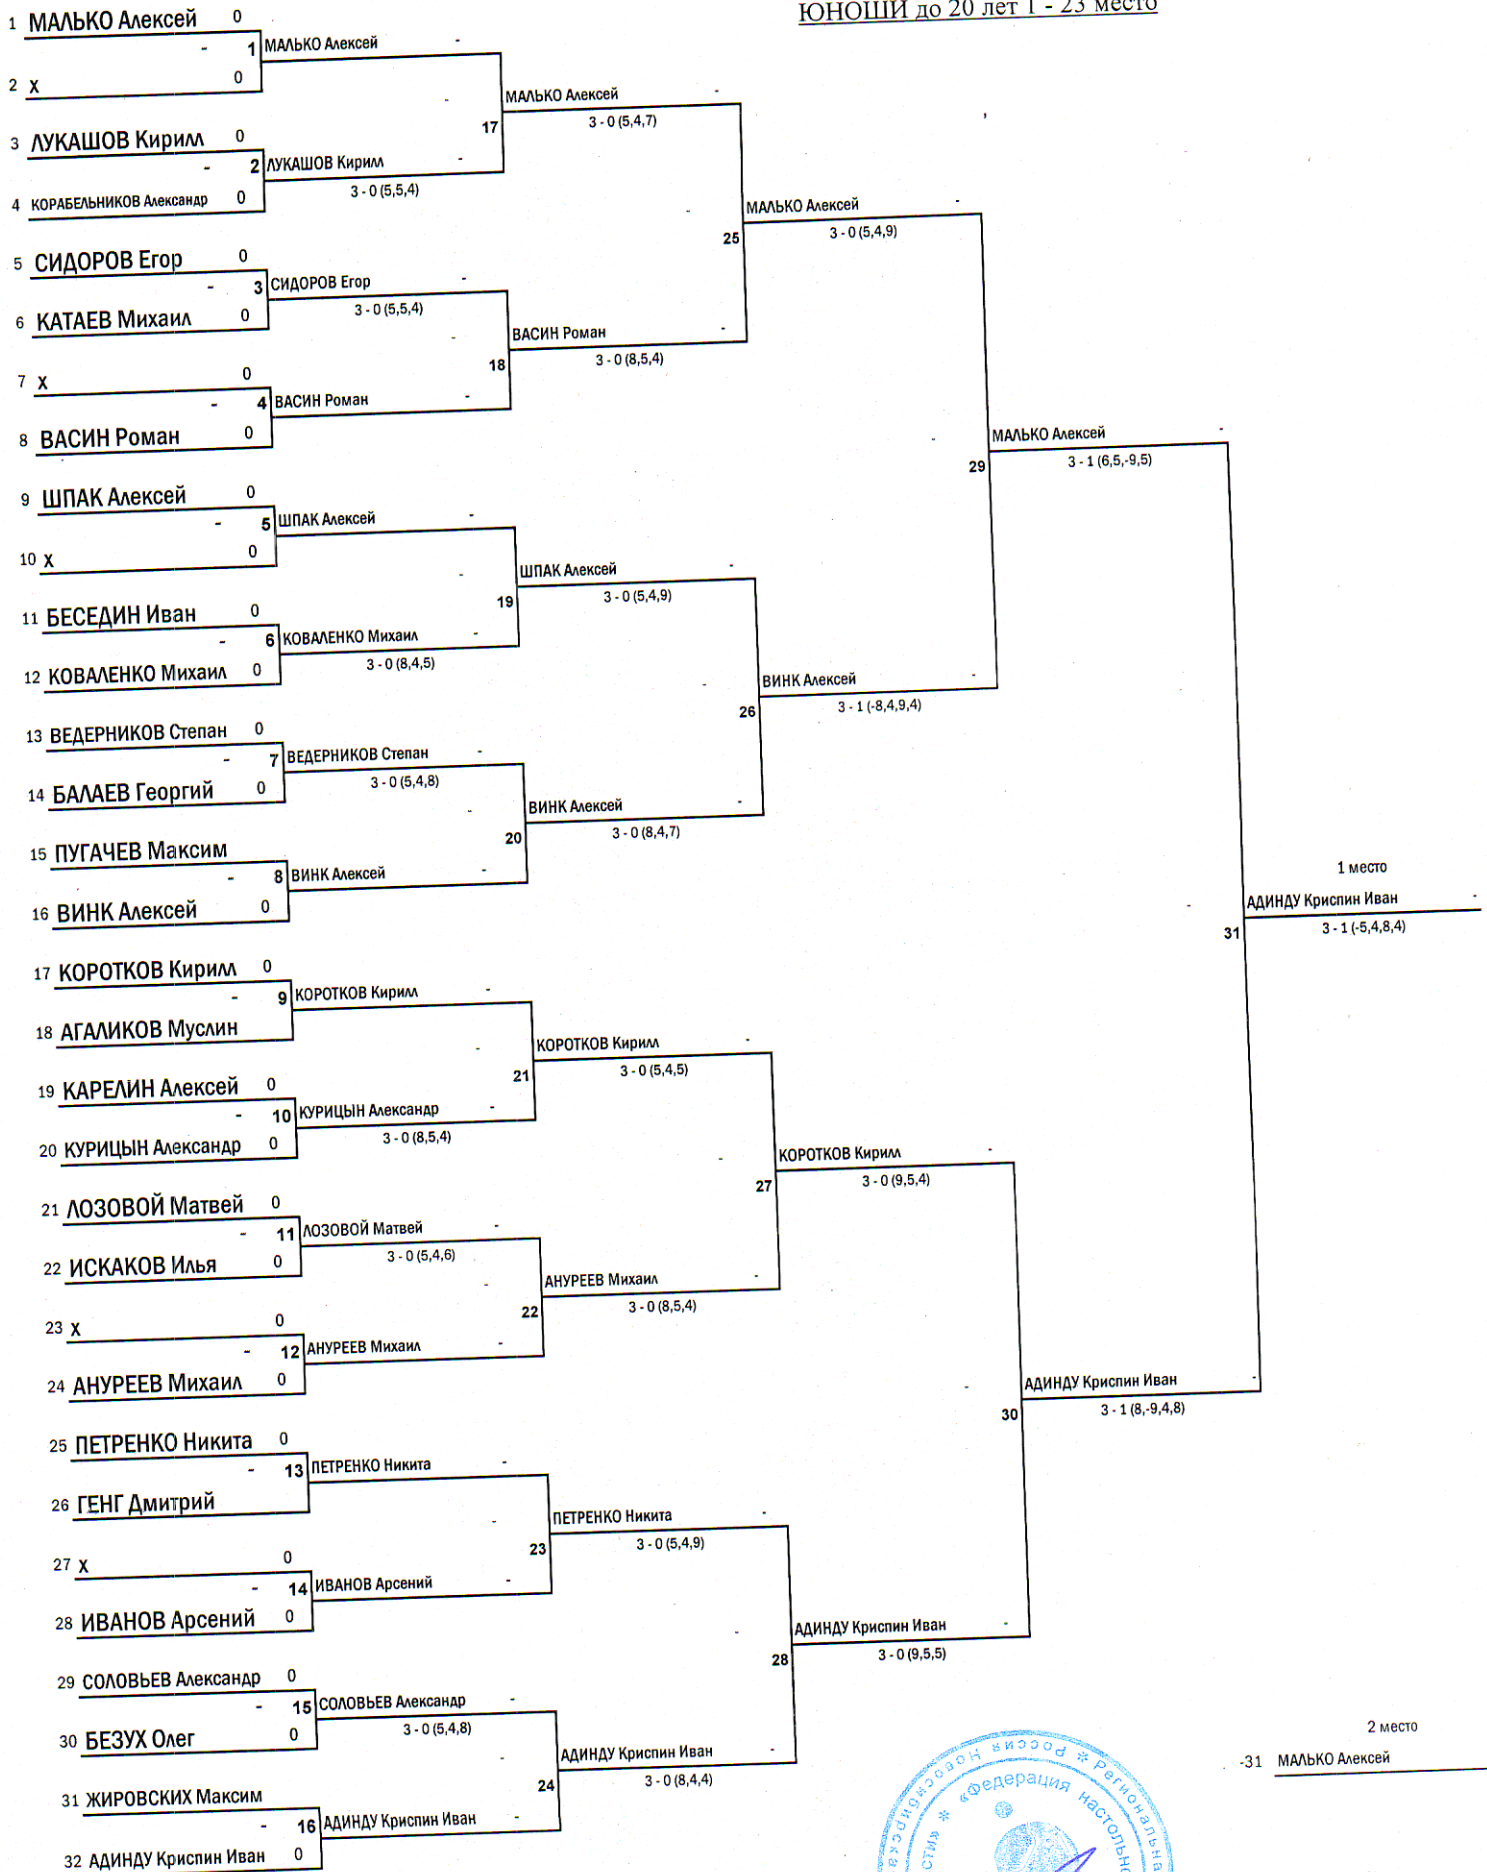 ЮНОШИ до 20 лет 1 - 23 место
1 МАЛЬКО Алексей 0
- 1 МАЛЬКО Алексей -
2 X 0
МАЛЬКО Алексей -
17 3 - 0 (5,4,7)
3 ЛУКАШОВ Кирилл 0
- 2 ЛУКАШОВ Кирилл -
3 - 0 (5,5,4)
4 КОРАБЕЛЬНИКОВ Александр 0
МАЛЬКО Алексей -
25 3 - 0 (5,4,9)
5 СИДОРОВ Егор 0
- 3 СИДОРОВ Егор -
3 - 0 (5,5,4)
6 КАТАЕВ Михаил 0
ВАСИН Роман -
18 3 - 0 (8,5,4)
7 X 0
- 4 ВАСИН Роман -
8 ВАСИН Роман 0
МАЛЬКО Алексей -
29 3 - 1 (6,5,-9,5)
9 ШПАК Алексей 0
- 5 ШПАК Алексей -
10 X 0
ШПАК Алексей -
19 3 - 0 (5,4,9)
11 БЕСЕДИН Иван 0
- 6 КОВАЛЕНКО Михаил -
3 - 0 (8,4,5)
12 КОВАЛЕНКО Михаил 0
ВИНК Алексей -
26 3 - 1 (-8,4,9,4)
13 ВЕДЕРНИКОВ Степан 0
- 7 ВЕДЕРНИКОВ Степан -
3 - 0 (5,4,8)
14 БАЛАЕВ Георгий 0
ВИНК Алексей -
20 3 - 0 (8,4,7)
15 ПУГАЧЕВ Максим
- 8 ВИНК Алексей -
16 ВИНК Алексей 0
1 место
АДИНДУ Криспин Иван -
31 3 - 1 (-5,4,8,4)
17 КОРОТКОВ Кирилл 0
- 9 КОРОТКОВ Кирилл -
18 АГАЛИКОВ Муслин
КОРОТКОВ Кирилл -
21 3 - 0 (5,4,5)
19 КАРЕЛИН Алексей 0
- 10 КУРИЦЫН Александр -
3 - 0 (8,5,4)
20 КУРИЦЫН Александр 0
КОРОТКОВ Кирилл -
27 3 - 0 (9,5,4)
21 ЛОЗОВОЙ Матвей 0
- 11 ЛОЗОВОЙ Матвей -
3 - 0 (5,4,6)
22 ИСКАКОВ Илья 0
АНУРЕЕВ Михаил -
22 3 - 0 (8,5,4)
23 X 0
- 12 АНУРЕЕВ Михаил -
24 АНУРЕЕВ Михаил 0
АДИНДУ Криспин Иван -
30 3 - 1 (8,-9,4,8)
25 ПЕТРЕНКО Никита 0
- 13 ПЕТРЕНКО Никита -
26 ГЕНГ Дмитрий
ПЕТРЕНКО Никита -
23 3 - 0 (5,4,9)
27 X 0
- 14 ИВАНОВ Арсений -
28 ИВАНОВ Арсений 0
АДИНДУ Криспин Иван -
28 3 - 0 (9,5,5)
29 СОЛОВЬЕВ Александр 0
- 15 СОЛОВЬЕВ Александр -
3 - 0 (5,4,8)
30 БЕЗУХ Олег 0
АДИНДУ Криспин Иван -
24 3 - 0 (8,4,4)
31 ЖИРОВСКИХ Максим
- 16 АДИНДУ Криспин Иван -
32 АДИНДУ Криспин Иван 0
2 место
-31 МАЛЬКО Алексей
Россия
«Федерация